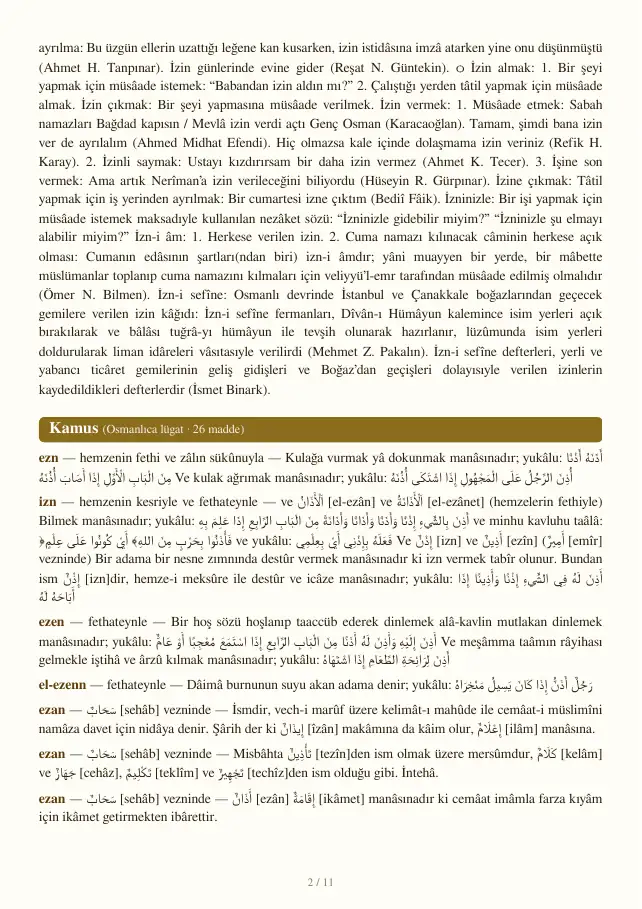 ayrılma: Bu üzgün ellerin uzattığı leğene kan kusarken, izin istidâsına imzâ atarken yine onu düşünmüştü
(Ahmet H. Tanpınar). İzin günlerinde evine gider (Reşat N. Güntekin). ○ İzin almak: 1. Bir şeyi
yapmak için müsâade istemek: “Babandan izin aldın mı?” 2. Çalıştığı yerden tâtil yapmak için müsâade
almak. İzin çıkmak: Bir şeyi yapmasına müsâade verilmek. İzin vermek: 1. Müsâade etmek: Sabah
namazları Bağdad kapısın / Mevlâ izin verdi açtı Genç Osman (Karacaoğlan). Tamam, şimdi bana izin
ver de ayrılalım (Ahmed Midhat Efendi). Hiç olmazsa kale içinde dolaşmama izin veriniz (Refik H.
Karay). 2. İzinli saymak: Ustayı kızdırırsam bir daha izin vermez (Ahmet K. Tecer). 3. İşine son
vermek: Ama artık Nerîman’a izin verileceğini biliyordu (Hüseyin R. Gürpınar). İzine çıkmak: Tâtil
yapmak için iş yerinden ayrılmak: Bir cumartesi izne çıktım (Bediî Fâik). İzninizle: Bir işi yapmak için
müsâade istemek maksadıyle kullanılan nezâket sözü: “İzninizle gidebilir miyim?” “İzninizle şu elmayı
alabilir miyim?” İzn-i âm: 1. Herkese verilen izin. 2. Cuma namazı kılınacak câminin herkese açık
olması: Cumanın edâsının şartları(ndan biri) izn-i âmdır; yâni muayyen bir yerde, bir mâbette
müslümanlar toplanıp cuma namazını kılmaları için veliyyü’l-emr tarafından müsâade edilmiş olmalıdır
(Ömer N. Bilmen). İzn-i sefîne: Osmanlı devrinde İstanbul ve Çanakkale boğazlarından geçecek
gemilere verilen izin kâğıdı: İzn-i sefîne fermanları, Dîvân-ı Hümâyun kalemince isim yerleri açık
bırakılarak ve bâlâsı tuğrâ-yı hümâyun ile tevşih olunarak hazırlanır, lüzûmunda isim yerleri
doldurularak liman idâreleri vâsıtasıyle verilirdi (Mehmet Z. Pakalın). İzn-i sefîne defterleri, yerli ve
yabancı ticâret gemilerinin geliş gidişleri ve Boğaz’dan geçişleri dolayısıyle verilen izinlerin
kaydedildikleri defterlerdir (İsmet Binark).
Kamus (Osmanlıca lügat · 26 madde)
ezn — hemzenin fethi ve zâlın sükûnuyla — Kulağa vurmak yâ dokunmak manâsınadır; yukâlu: أَذَنَهُ أَذْنًا
مِنَ الْبَابِ الْأَوَّلِ إِذَا أَصَابَ أُذُنَهُ Ve kulak ağrımak manâsınadır; yukâlu: أُذِنَ الرَّجُلُ عَلَى الْمَجْهُولِ إِذَا اشْتَكَى أُذُنَهُ
izn — hemzenin kesriyle ve fethateynle — ve اَلْأَذَانُ [el-ezân] ve اَلْأَذَانَةُ [el-ezânet] (hemzelerin fethiyle)
Bilmek manâsınadır; yukâlu: أَذِنَ بِالشَّيْءِ إِذْنًا وَأَذَنًا وَأَذَانًا وَأَذَانَةً مِنَ الْبَابِ الرَّابِعِ إِذَا عَلِمَ بِهِ ve minhu kavluhu taâlâ:
﴿فَأْذَنُوا بِحَرْبٍ مِنَ اللهِ﴾ أَيْ كُونُوا عَلَى عِلْمٍ ve yukâlu: فَعَلَهُ بِإِذْنِي أَيْ بِعِلْمِي Ve إِذْنٌ [izn] ve أَذِينٌ [ezîn] (أَمِيرٌ [emîr]
vezninde) Bir adama bir nesne zımnında destûr vermek manâsınadır ki izn vermek tabîr olunur. Bundan
ism إِذْنٌ [izn]dir, hemze-i meksûre ile destûr ve icâze manâsınadır; yukâlu: أَذِنَ لَهُ فِي الشَّيْءِ إِذْنًا وَأَذِينًا إِذَا
أَبَاحَهُ لَهُ
ezen — fethateynle — Bir hoş sözü hoşlanıp taaccüb ederek dinlemek alâ-kavlin mutlakan dinlemek
manâsınadır; yukâlu: أَذِنَ إِلَيْهِ وَأَذِنَ لَهُ أَذَنًا مِنَ الْبَابِ الرَّابِعِ إِذَا اسْتَمَعَ مُعْجِبًا أَوْ عَامٌّ Ve meşâmma taâmın râyihası
gelmekle iştihâ ve ârzû kılmak manâsınadır; yukâlu: أَذِنَ لِرَائِحَةِ الطَّعَامِ إِذَا اشْتَهَاهُ
el-ezenn — fethateynle — Dâimâ burnunun suyu akan adama denir; yukâlu: رَجُلٌ أَذَنُّ إِذَا كَانَ يَسِيلُ مَنْخِرَاهُ
ezan — سَحَابٌ [sehâb] vezninde — İsmdir, vech-i marûf üzere kelimât-ı mahûde ile cemâat-i müslimîni
namâza davet için nidâya denir. Şârih der ki إِيذَانٌ [îzân] makâmına da kâim olur, إِعْلَامٌ [ilâm] manâsına.
ezan — سَحَابٌ [sehâb] vezninde — Misbâhta تَأْذِينٌ [tezîn]den ism olmak üzere mersûmdur, كَلَامٌ [kelâm]
ve جَهَازٌ [cehâz], تَكْلِيمٌ [teklîm] ve تَجْهِيزٌ [techîz]den ism olduğu gibi. İntehâ.
ezan — سَحَابٌ [sehâb] vezninde — أَذَانٌ [ezân] إِقَامَةٌ [ikâmet] manâsınadır ki cemâat imâmla farza kıyâm
için ikâmet getirmekten ibârettir.
2 / 11